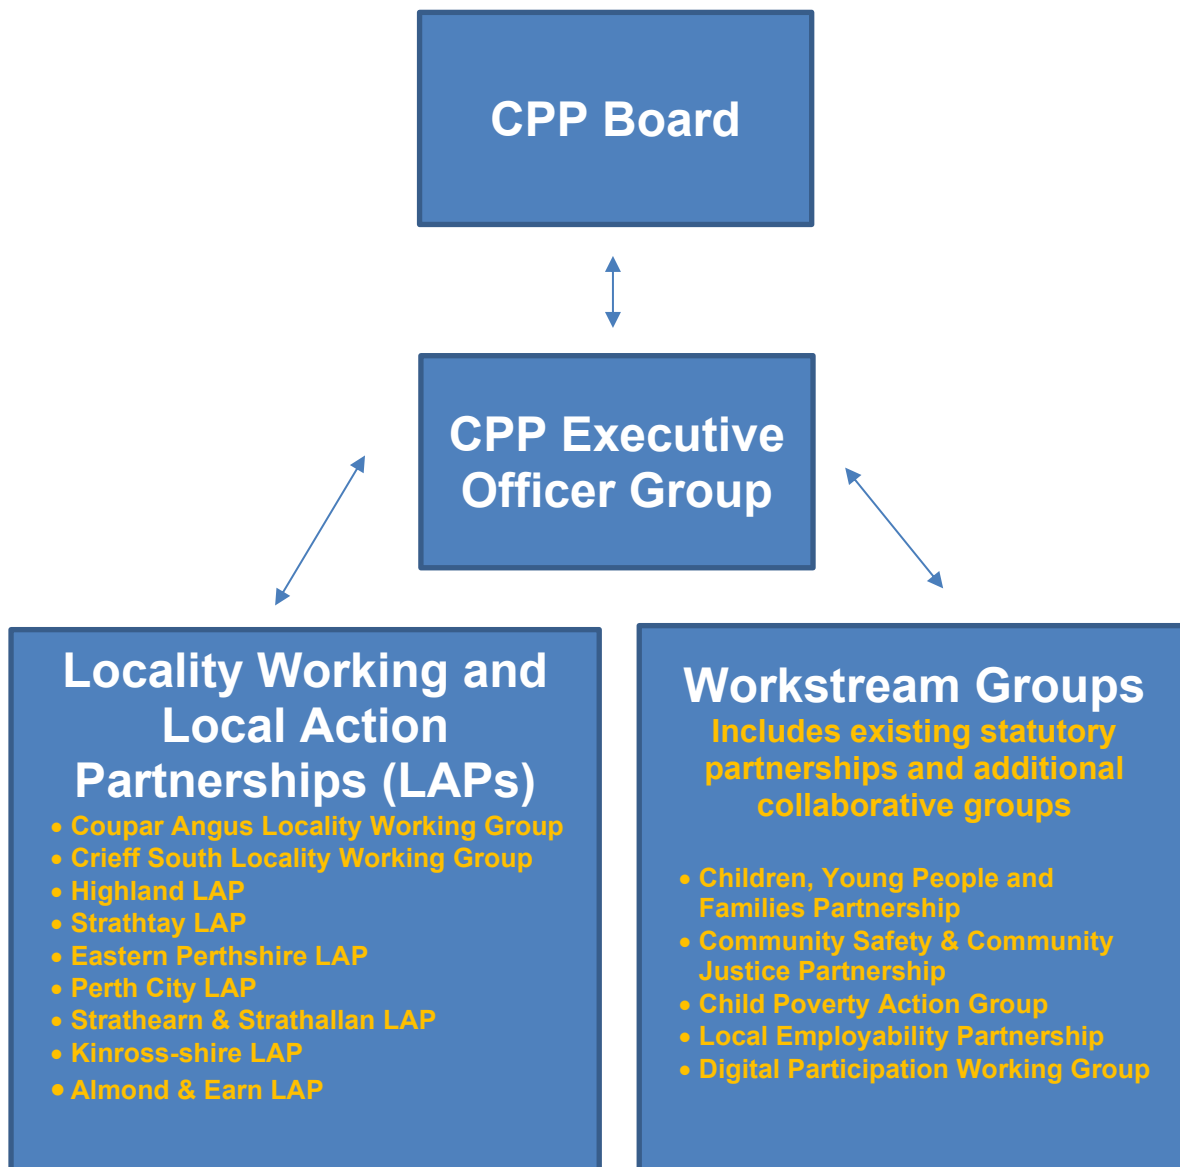 CPP Board
CPP Executive
Officer Group
Locality Working and
Local Action
Partnerships (LAPs)
• Coupar Angus Locality Working Group
• Crieff South Locality Working Group
• Highland LAP
• Strathtay LAP
• Eastern Perthshire LAP
• Perth City LAP
• Strathearn & Strathallan LAP
• Kinross-shire LAP
• Almond & Earn LAP
Workstream Groups
Includes existing statutory
partnerships and additional
collaborative groups
• Children, Young People and
Families Partnership
• Community Safety & Community
Justice Partnership
• Child Poverty Action Group
• Local Employability Partnership
• Digital Participation Working Group